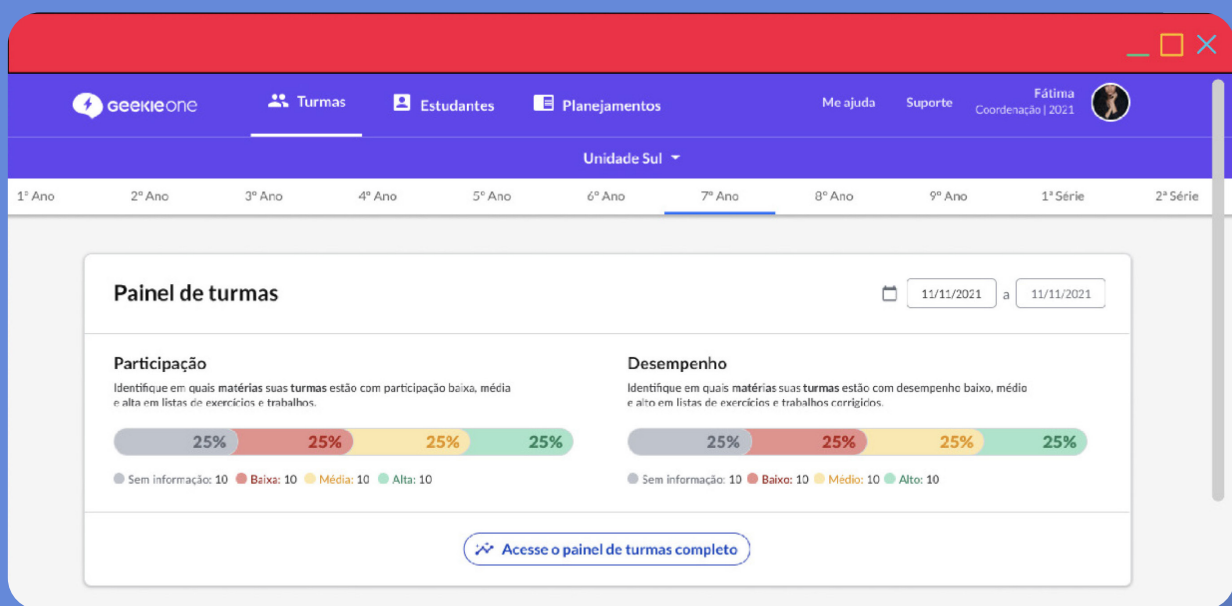 GEEKIEONE
Turmas
Estudantes
Planejamentos
Me ajuda
Suporte
Fátima
Coordenação | 2021
Unidade Sul
1º Ano 2º Ano 3º Ano 4º Ano 5º Ano 6º Ano 7º Ano 8º Ano 9º Ano 1ª Série 2ª Série
Painel de turmas
11/11/2021 a 11/11/2021
Participação
Identifique em quais matérias suas turmas estão com participação baixa, média
e alta em listas de exercícios e trabalhos.
25% 25% 25% 25%
Sem informação: 10 Baixa: 10 Média: 10 Alta: 10
Desempenho
Identifique em quais matérias suas turmas estão com desempenho baixo, médio
e alto em listas de exercícios e trabalhos corrigidos.
25% 25% 25% 25%
Sem informação: 10 Baixo: 10 Médio: 10 Alto: 10
Acesse o painel de turmas completo